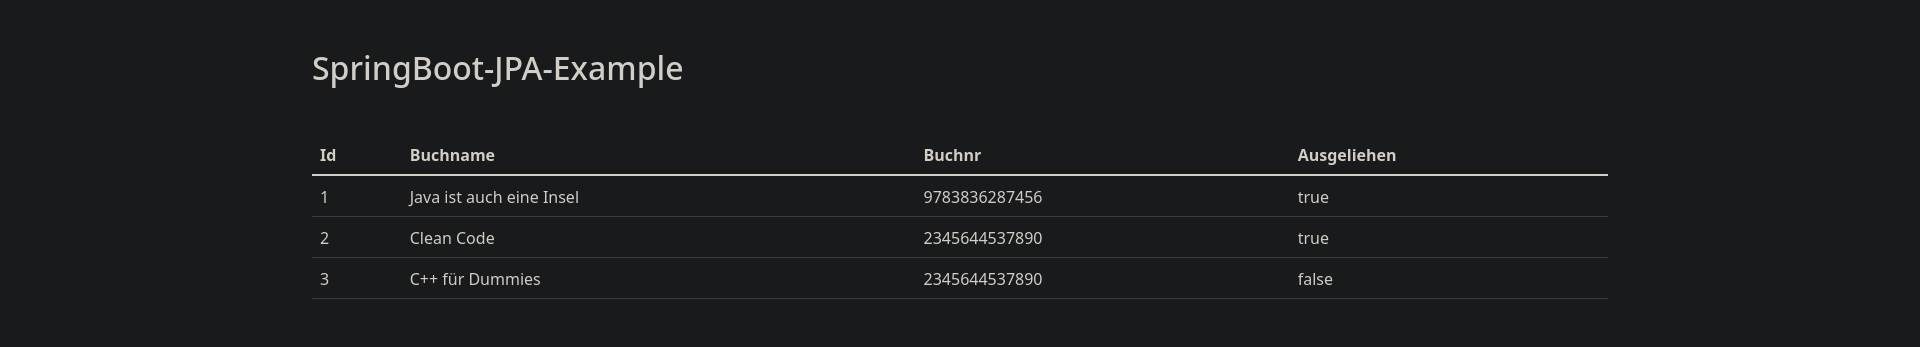 SpringBoot-JPA-Example
Id Buchname Buchnr Ausgeliehen
1 Java ist auch eine Insel 9783836287456 true
2 Clean Code 2345644537890 true
3 C++ für Dummies 2345644537890 false